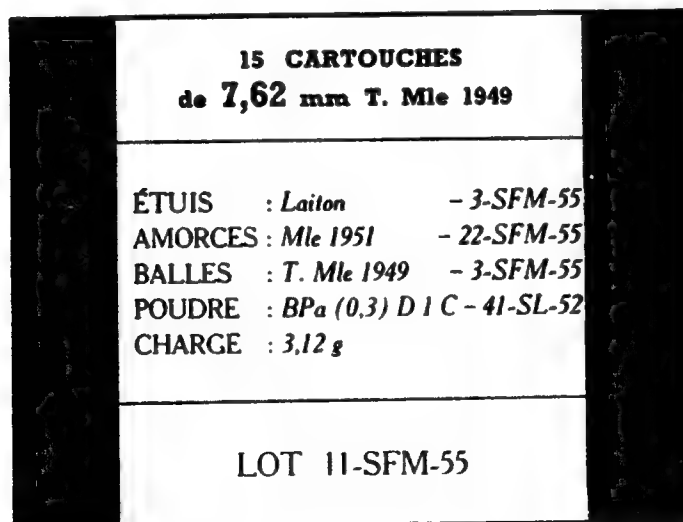 15 CARTOUCHES
de 7,62 mm T. Mle 1949
ÉTUIS : Laiton – 3-SFM-55
AMORCES : Mle 1951 – 22-SFM-55
BALLES : T. Mle 1949 – 3-SFM-55
POUDRE : BPa (0,3) D 1 C – 41-SL-52
CHARGE : 3,12 g
LOT 11-SFM-55